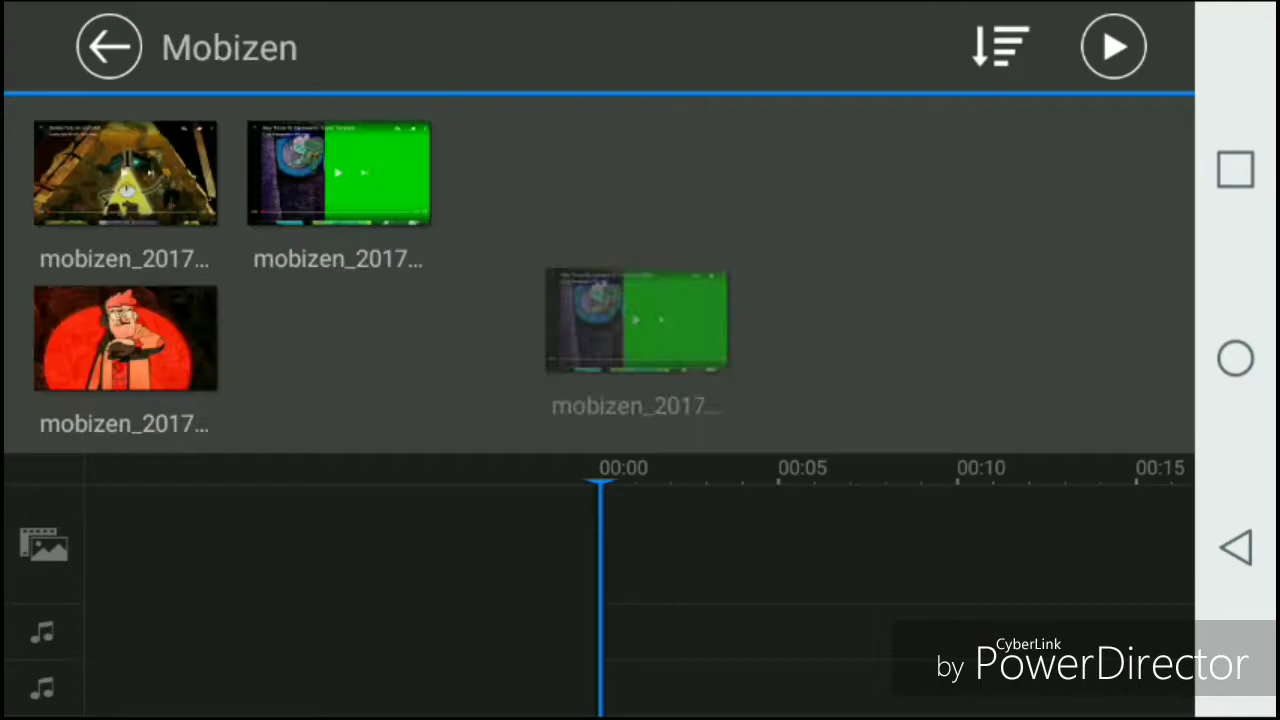 Mobizen
mobizen_2017...
mobizen_2017...
mobizen_2017...
mobizen_2017...
00:00
00:05
00:10
00:15
CyberLink
by PowerDirector